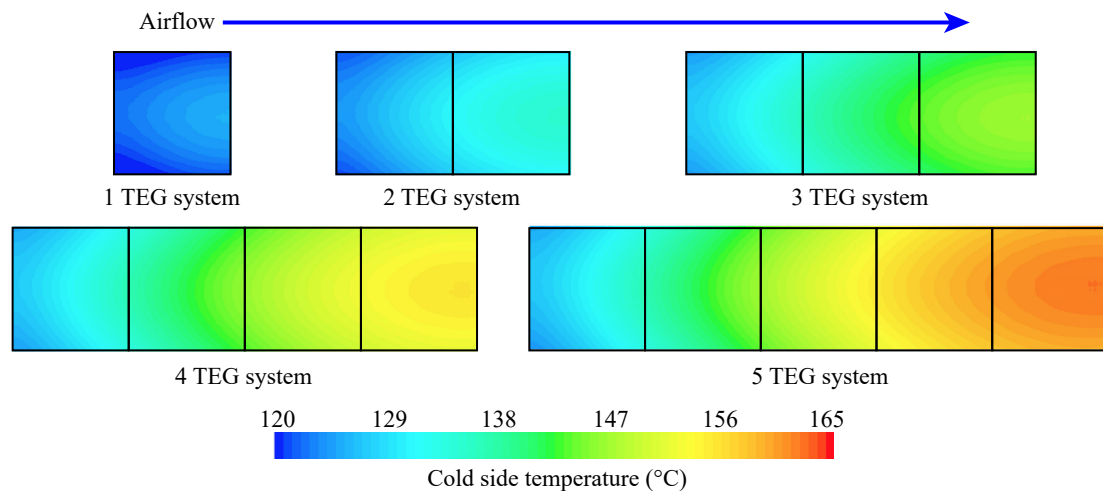 Airflow
1 TEG system
2 TEG system
3 TEG system
4 TEG system
5 TEG system
120 129 138 147 156 165
Cold side temperature (°C)